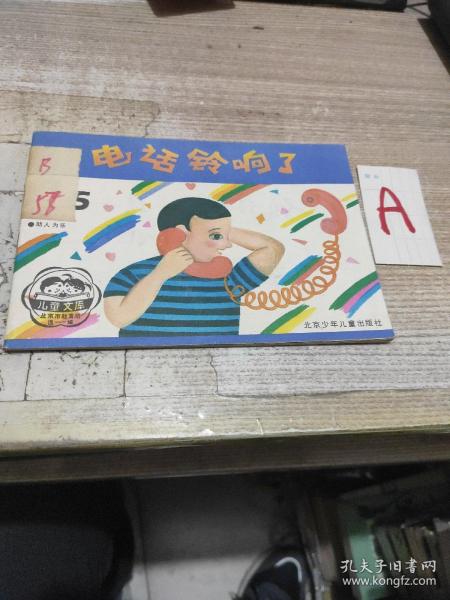 电话铃响了
B
58
5
●助人为乐
儿童文库
北京少年儿童出版社
A
孔夫子旧书网
www.kongfz.com